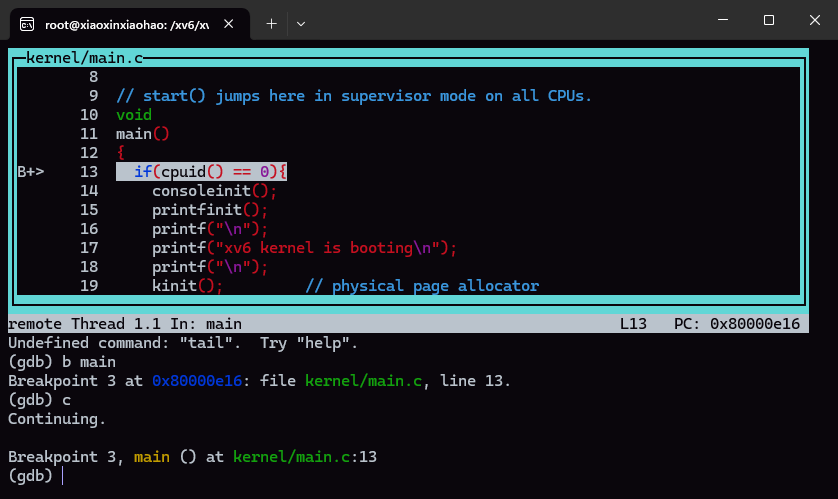 root@xiaoxinxiaohao: /xv6/xv
kernel/main.c
8
9 // start() jumps here in supervisor mode on all CPUs.
10 void
11 main()
12 {
B+> 13 if(cpuid() == 0){
14 consoleinit();
15 printfinit();
16 printf("\n");
17 printf("xv6 kernel is booting\n");
18 printf("\n");
19 kinit(); // physical page allocator
remote Thread 1.1 In: main L13 PC: 0x80000e16
Undefined command: "tail". Try "help".
(gdb) b main
Breakpoint 3 at 0x80000e16: file kernel/main.c, line 13.
(gdb) c
Continuing.
Breakpoint 3, main () at kernel/main.c:13
(gdb)